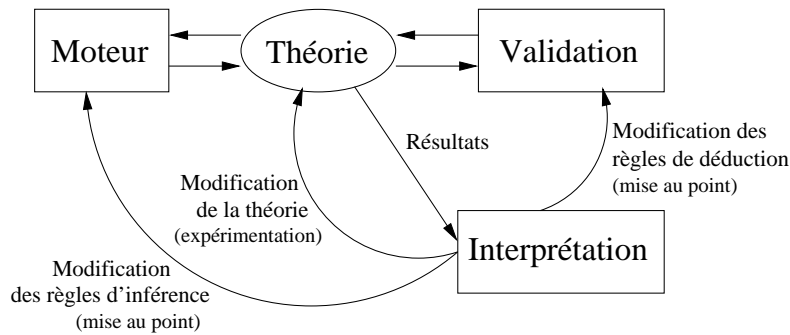 Moteur
Théorie
Validation
Résultats
Modification des
règles de déduction
(mise au point)
Modification
de la théorie
(expérimentation)
Interprétation
Modification
des règles d'inférence
(mise au point)